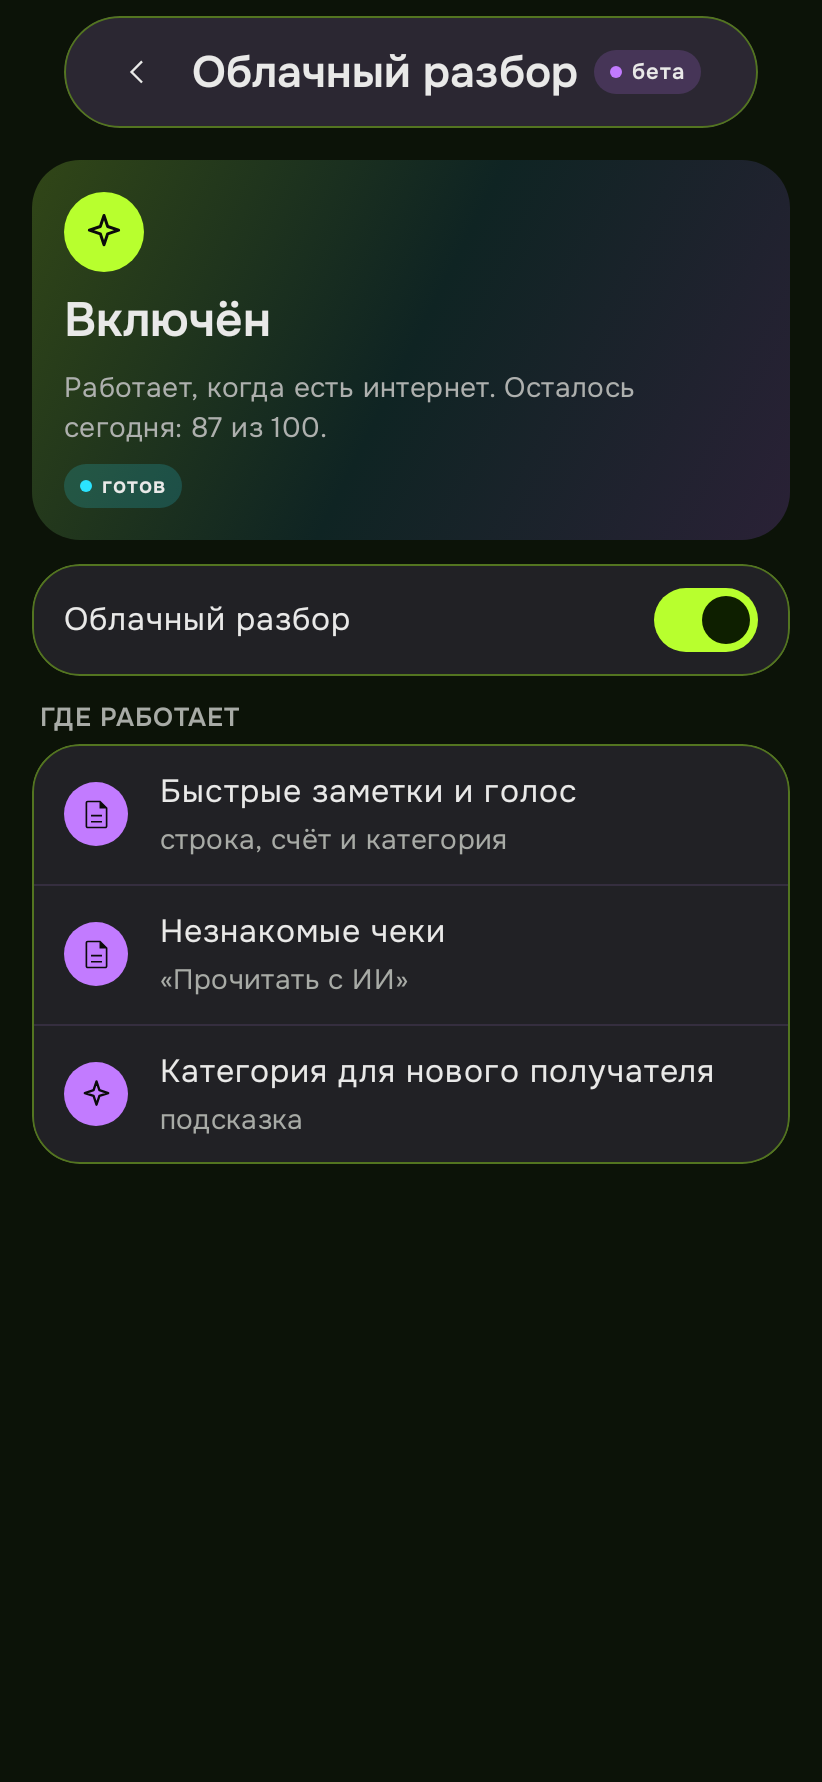 Облачный разбор
бета
Включён
Работает, когда есть интернет. Осталось
сегодня: 87 из 100.
готов
Облачный разбор
ГДЕ РАБОТАЕТ
Быстрые заметки и голос
строка, счёт и категория
Незнакомые чеки
«Прочитать с ИИ»
Категория для нового получателя
подсказка